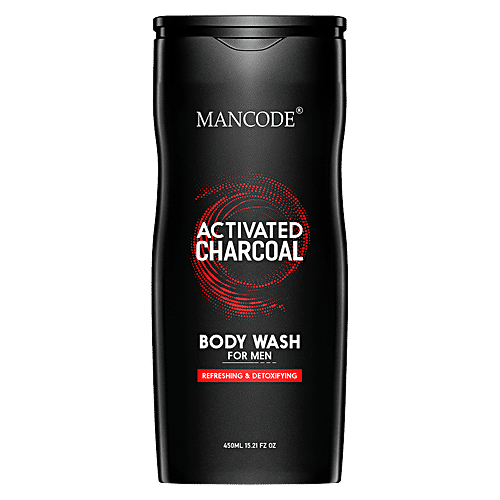 MANCODE®
ACTIVATED
CHARCOAL
BODY WASH
FOR MEN
REFRESHING & DETOXIFYING
450ML 15.21 FZ OZ